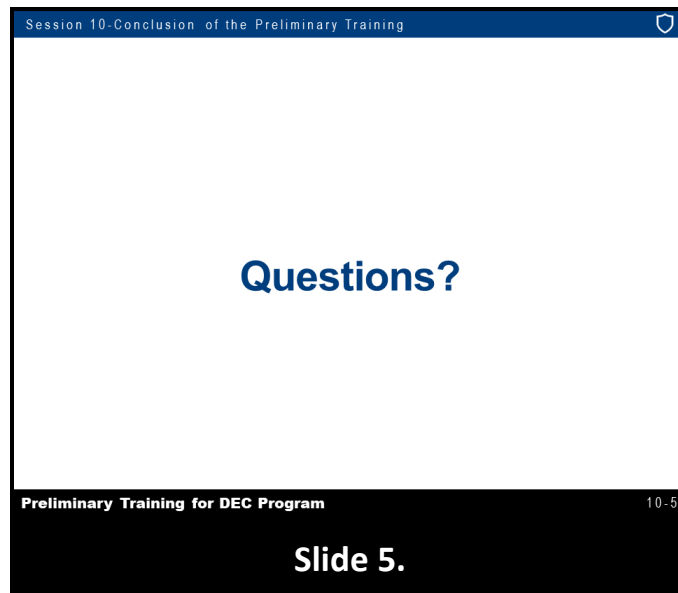 Session 10-Conclusion of the Preliminary Training
Questions?
Preliminary Training for DEC Program
10-5
Slide 5.